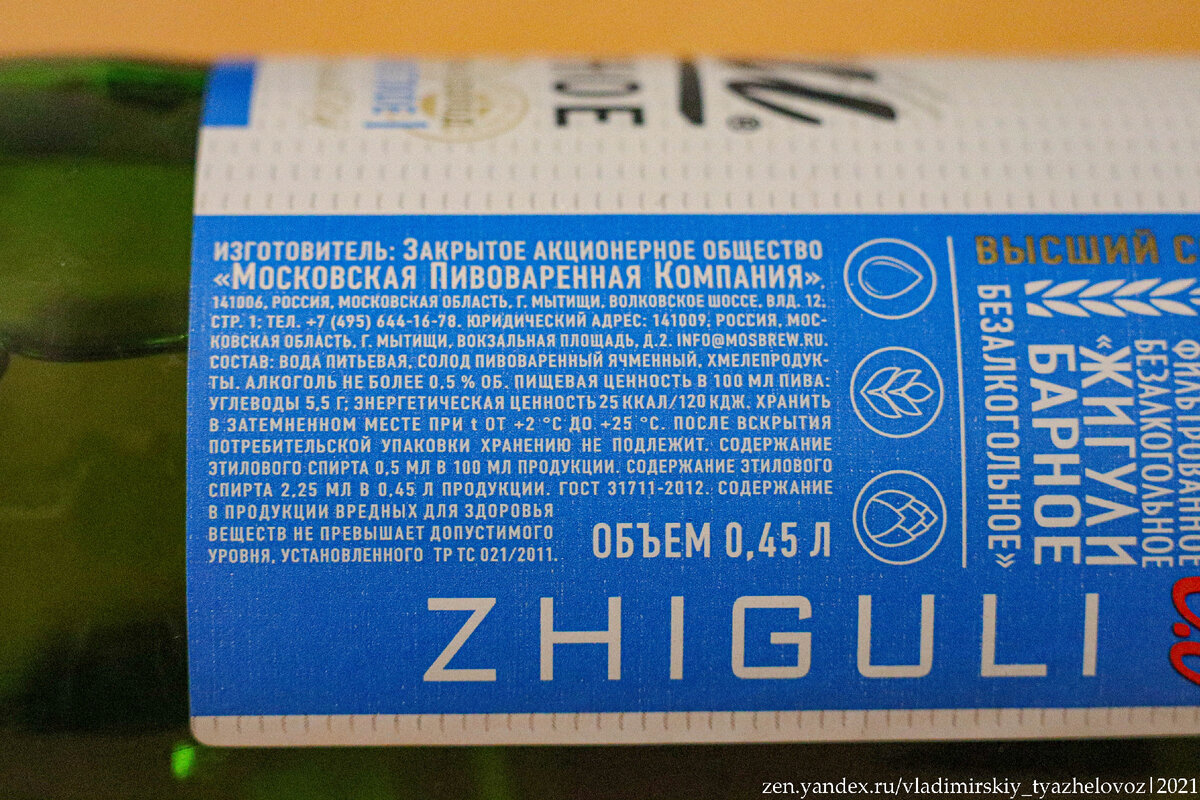 НОЕ
®
ИЗГОТОВИТЕЛЬ: ЗАКРЫТОЕ АКЦИОНЕРНОЕ ОБЩЕСТВО
«МОСКОВСКАЯ ПИВОВАРЕННАЯ КОМПАНИЯ»,
141006, РОССИЯ, МОСКОВСКАЯ ОБЛАСТЬ, Г. МЫТИЩИ, ВОЛКОВСКОЕ ШОССЕ, ВЛД. 12,
СТР. 1; ТЕЛ. +7 (495) 644-16-78. ЮРИДИЧЕСКИЙ АДРЕС: 141009, РОССИЯ, МОС-
КОВСКАЯ ОБЛАСТЬ, Г. МЫТИЩИ, ВОКЗАЛЬНАЯ ПЛОЩАДЬ, Д.2. INFO@MOSBREW.RU.
СОСТАВ: ВОДА ПИТЬЕВАЯ, СОЛОД ПИВОВАРЕННЫЙ ЯЧМЕННЫЙ, ХМЕЛЕПРОДУК-
ТЫ. АЛКОГОЛЬ НЕ БОЛЕЕ 0,5 % ОБ. ПИЩЕВАЯ ЦЕННОСТЬ В 100 МЛ ПИВА:
УГЛЕВОДЫ 5,5 Г; ЭНЕРГЕТИЧЕСКАЯ ЦЕННОСТЬ 25 ККАЛ/120 КДЖ. ХРАНИТЬ
В ЗАТЕМНЕННОМ МЕСТЕ ПРИ t ОТ +2 °С ДО +25 °С. ПОСЛЕ ВСКРЫТИЯ
ПОТРЕБИТЕЛЬСКОЙ УПАКОВКИ ХРАНЕНИЮ НЕ ПОДЛЕЖИТ. СОДЕРЖАНИЕ
ЭТИЛОВОГО СПИРТА 0,5 МЛ В 100 МЛ ПРОДУКЦИИ. СОДЕРЖАНИЕ ЭТИЛОВОГО
СПИРТА 2,25 МЛ В 0,45 Л ПРОДУКЦИИ. ГОСТ 31711-2012. СОДЕРЖАНИЕ
В ПРОДУКЦИИ ВРЕДНЫХ ДЛЯ ЗДОРОВЬЯ
ВЕЩЕСТВ НЕ ПРЕВЫШАЕТ ДОПУСТИМОГО
УРОВНЯ, УСТАНОВЛЕННОГО ТР ТС 021/2011.
ОБЪЕМ 0,45 Л
ZHIGULI
ВЫСШИЙ С
ФИЛЬТРОВАННОЕ
БЕЗАЛКОГОЛЬНОЕ
«ЖИГУЛИ
БАРНОЕ
БЕЗАЛКОГОЛЬНОЕ»
zen.yandex.ru/vladimirskiy_tyazhelovoz|2021